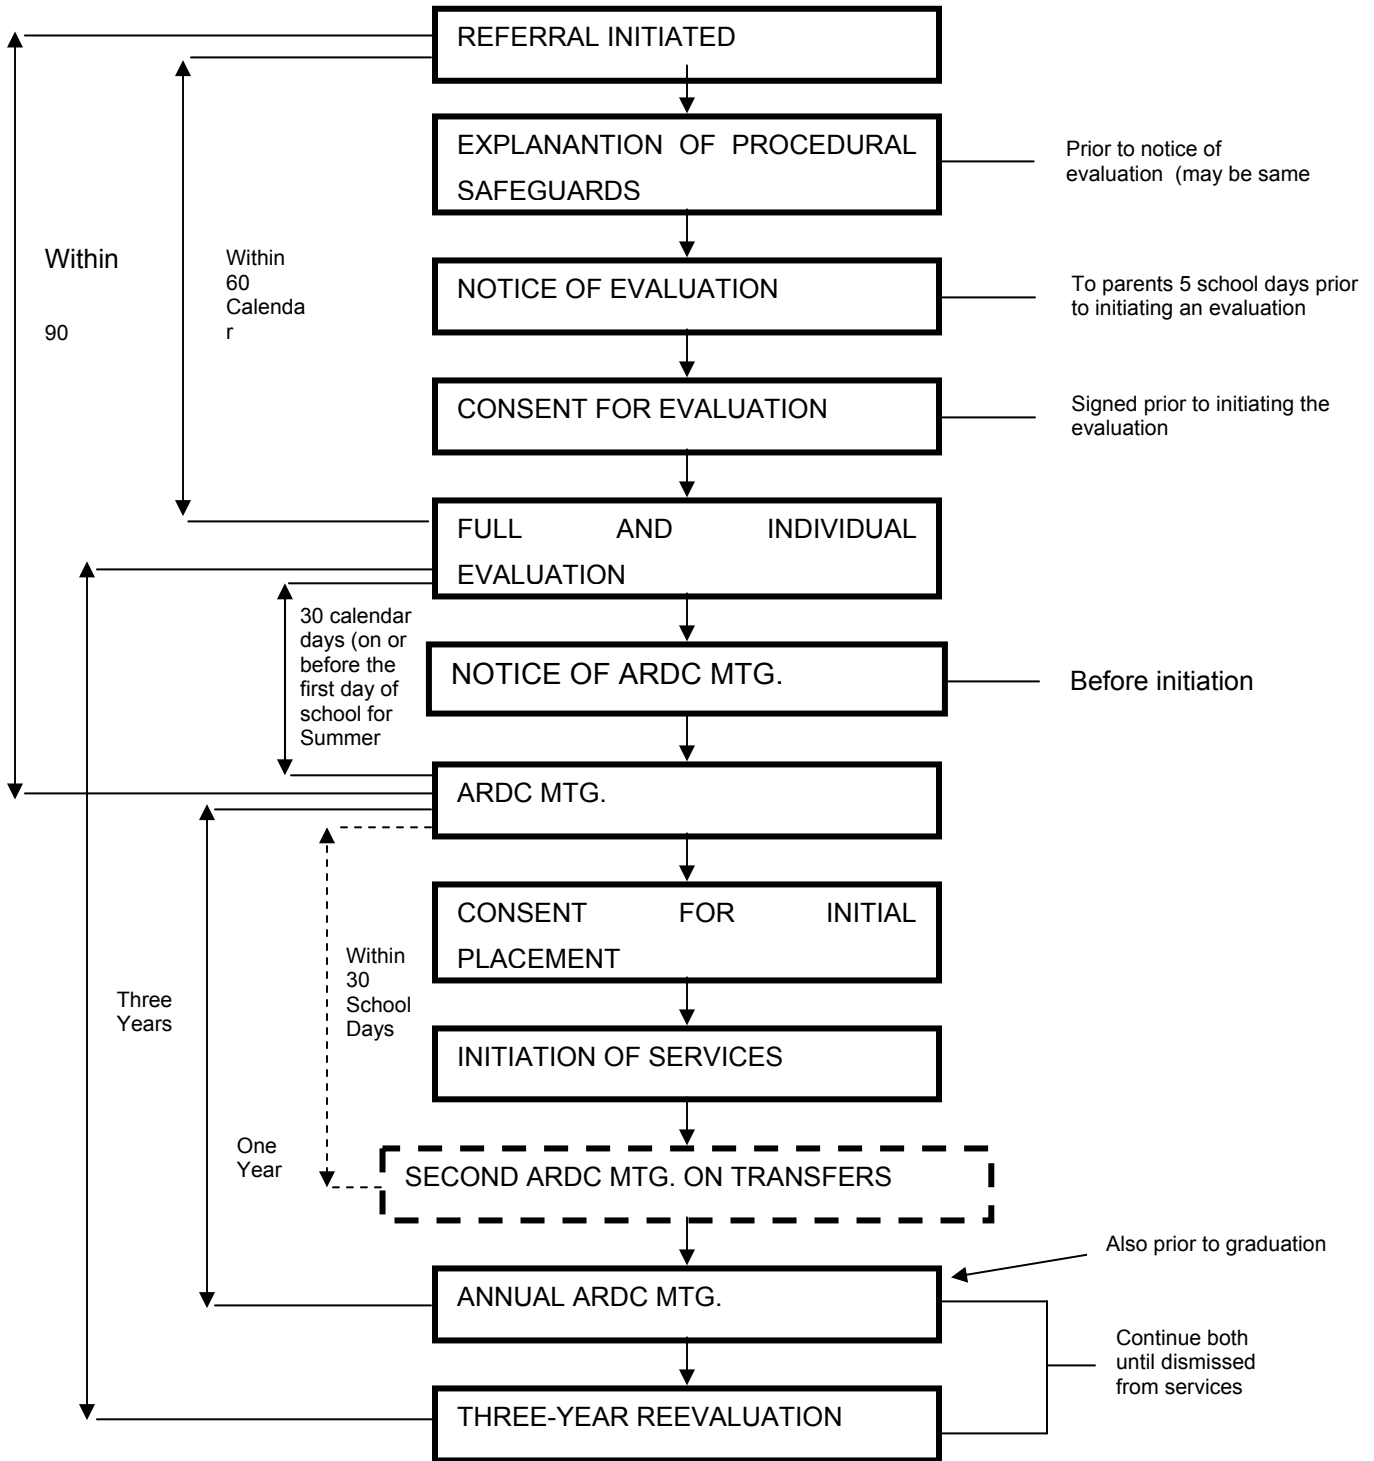 REFERRAL INITIATED
EXPLANANTION OF PROCEDURAL
SAFEGUARDS
Prior to notice of
evaluation (may be same
Within
90
Within
60
Calenda
r
NOTICE OF EVALUATION
To parents 5 school days prior
to initiating an evaluation
CONSENT FOR EVALUATION
Signed prior to initiating the
evaluation
FULL AND INDIVIDUAL
EVALUATION
30 calendar
days (on or
before the
first day of
school for
Summer
NOTICE OF ARDC MTG.
Before initiation
ARDC MTG.
CONSENT FOR INITIAL
PLACEMENT
Within
30
School
Days
Three
Years
INITIATION OF SERVICES
One
Year
SECOND ARDC MTG. ON TRANSFERS
Also prior to graduation
ANNUAL ARDC MTG.
Continue both
until dismissed
from services
THREE-YEAR REEVALUATION